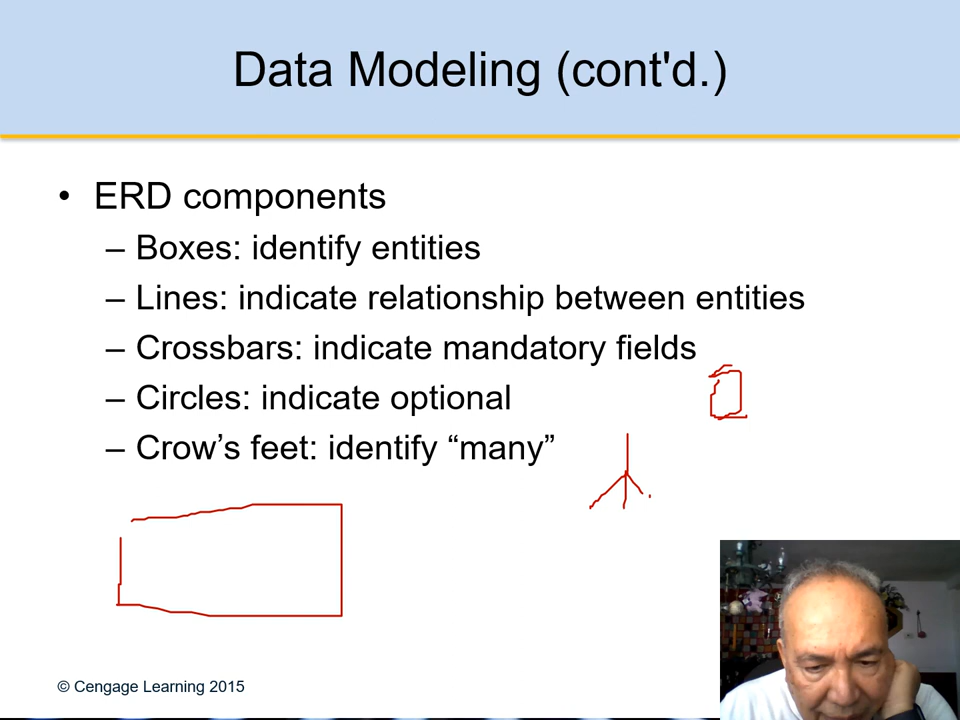 Data Modeling (cont'd.)
• ERD components
– Boxes: identify entities
– Lines: indicate relationship between entities
– Crossbars: indicate mandatory fields
– Circles: indicate optional
– Crow’s feet: identify “many”
© Cengage Learning 2015